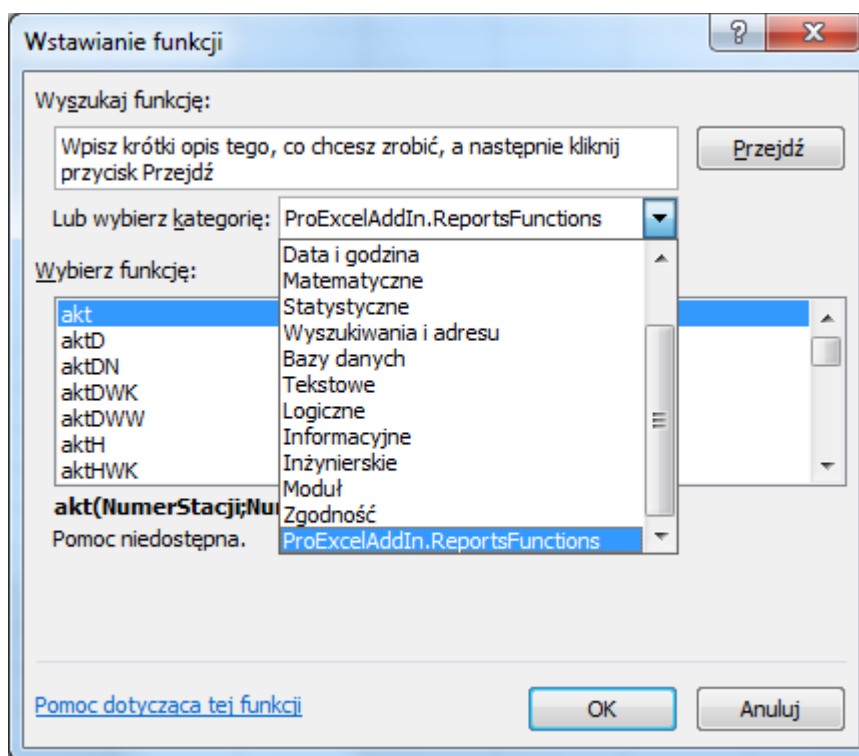 Wstawianie funkcji
Wyszukaj funkcję:
Wpisz krótki opis tego, co chcesz zrobić, a następnie kliknij
przycisk Przejdź
Przejdź
Lub wybierz kategorię: ProExcelAddIn.ReportsFunctions
Data i godzina
Matematyczne
Statystyczne
Wyszukiwania i adresu
Bazy danych
Tekstowe
Logiczne
Informacyjne
Inżynierskie
Moduł
Zgodność
ProExcelAddIn.ReportsFunctions
Wybierz funkcję:
akt
aktD
aktDN
aktDWK
aktDWW
aktH
aktHWK
akt(NumerStacji;Nu
Pomoc niedostępna.
Pomoc dotycząca tej funkcji
OK
Anuluj